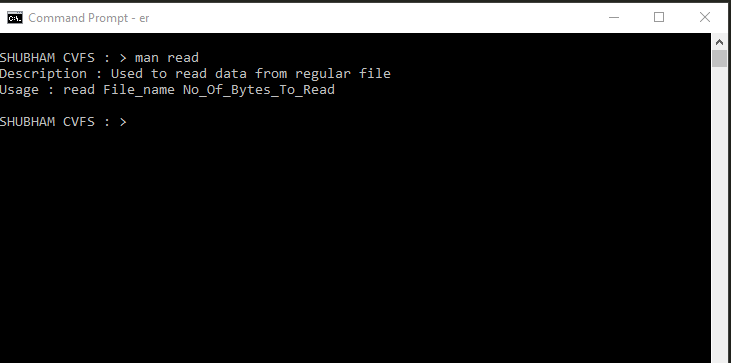 Command Prompt - er
SHUBHAM CVFS : > man read
Description : Used to read data from regular file
Usage : read File_name No_Of_Bytes_To_Read
SHUBHAM CVFS : >